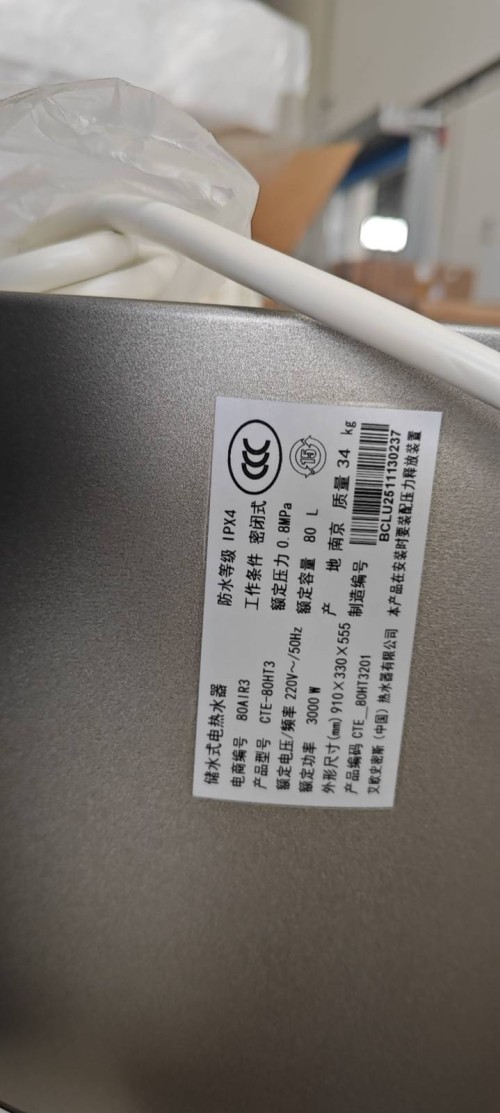 储水式电热水器
电商编号 80AIR3
产品型号 CTE-80HT3
额定电压/频率 220V～/50Hz
额定功率 3000 W
外形尺寸(mm) 910×330×555
产品编码 CTE__80HT3201
艾欧史密斯(中国)热水器有限公司
防水等级 IPX4
工作条件 密闭式
额定压力 0.8MPa
额定容量 80 L
产 地 南京 质量 34 kg
制造编号
BCLU2511130237
本产品在安装时要装配压力释放装置
CCC
15